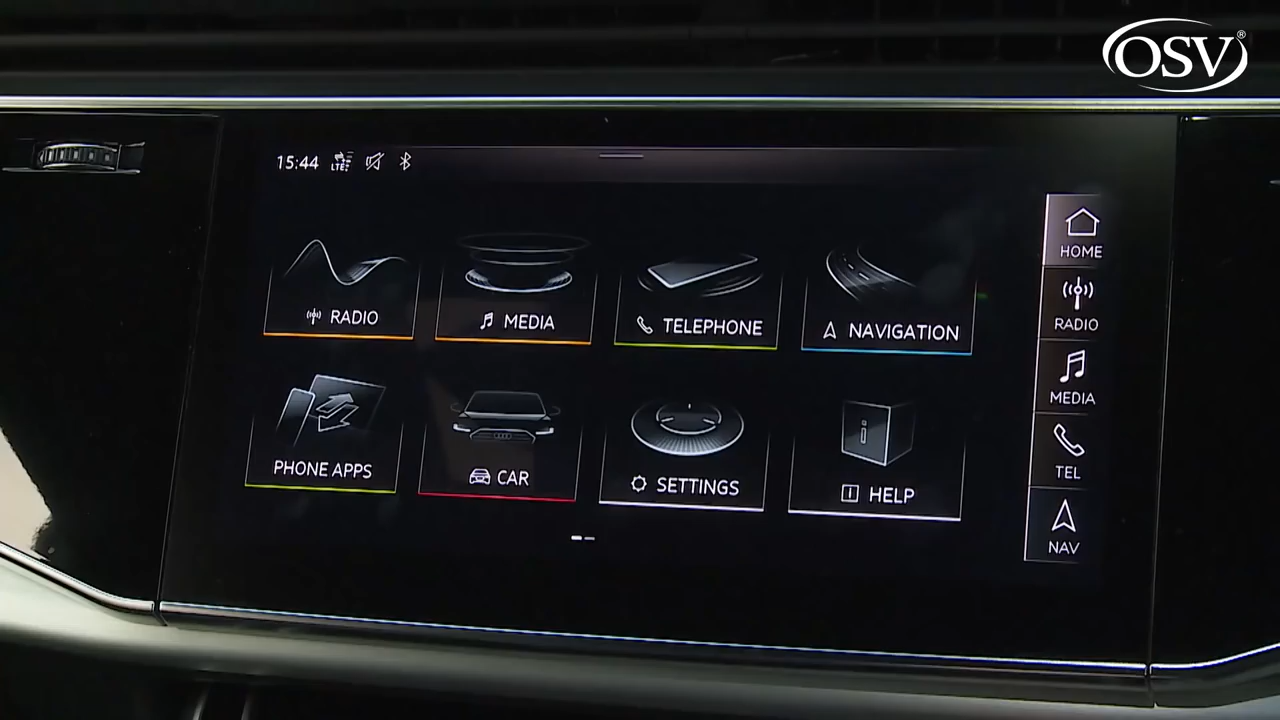 OSV®
15:44 LTE
RADIO
MEDIA
TELEPHONE
NAVIGATION
PHONE APPS
CAR
SETTINGS
i HELP
HOME
RADIO
MEDIA
TEL
NAV